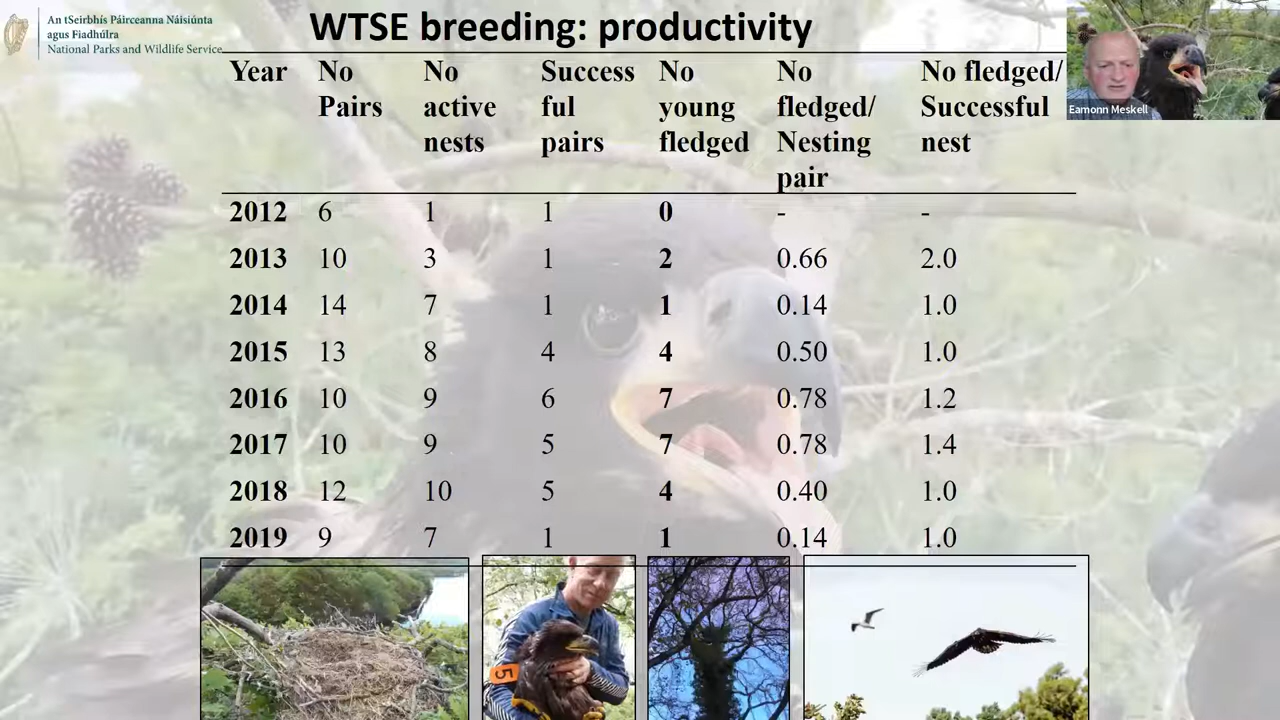 An tSeirbhís Páirceanna Náisiúnta
agus Fiadhúlra
National Parks and Wildlife Service
WTSE breeding: productivity
Eamonn Meskell
Year No Pairs No active nests Success ful pairs No young fledged No fledged/ Nesting pair No fledged/ Successful nest
2012 6 1 1 0 - -
2013 10 3 1 2 0.66 2.0
2014 14 7 1 1 0.14 1.0
2015 13 8 4 4 0.50 1.0
2016 10 9 6 7 0.78 1.2
2017 10 9 5 7 0.78 1.4
2018 12 10 5 4 0.40 1.0
2019 9 7 1 1 0.14 1.0
5